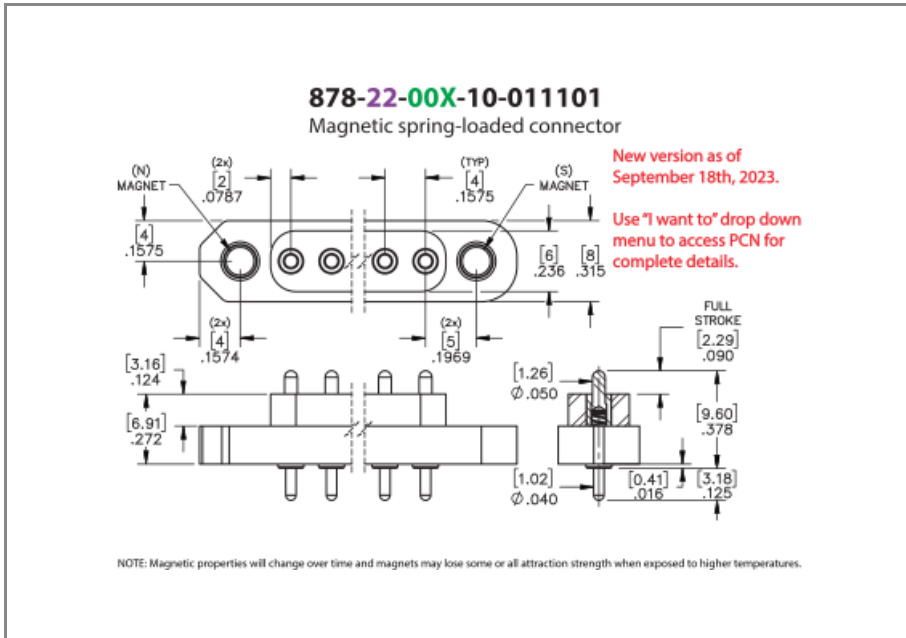 878-22-00X-10-011101
Magnetic spring-loaded connector
New version as of
September 18th, 2023.
Use "I want to" drop down
menu to access PCN for
complete details.
(N)
MAGNET
(2x)
[2]
.0787
(TYP)
[4]
.1575
(S)
MAGNET
[4]
.1575
[6]
.236
[8]
.315
(2x)
[4]
.1574
(2x)
[5]
.1969
FULL
STROKE
[2.29]
.090
[3.16]
.124
[1.26]
Ø.050
[6.91]
.272
[9.60]
.378
[1.02]
Ø.040
[0.41]
.016
[3.18]
.125
NOTE: Magnetic properties will change over time and magnets may lose some or all attraction strength when exposed to higher temperatures.